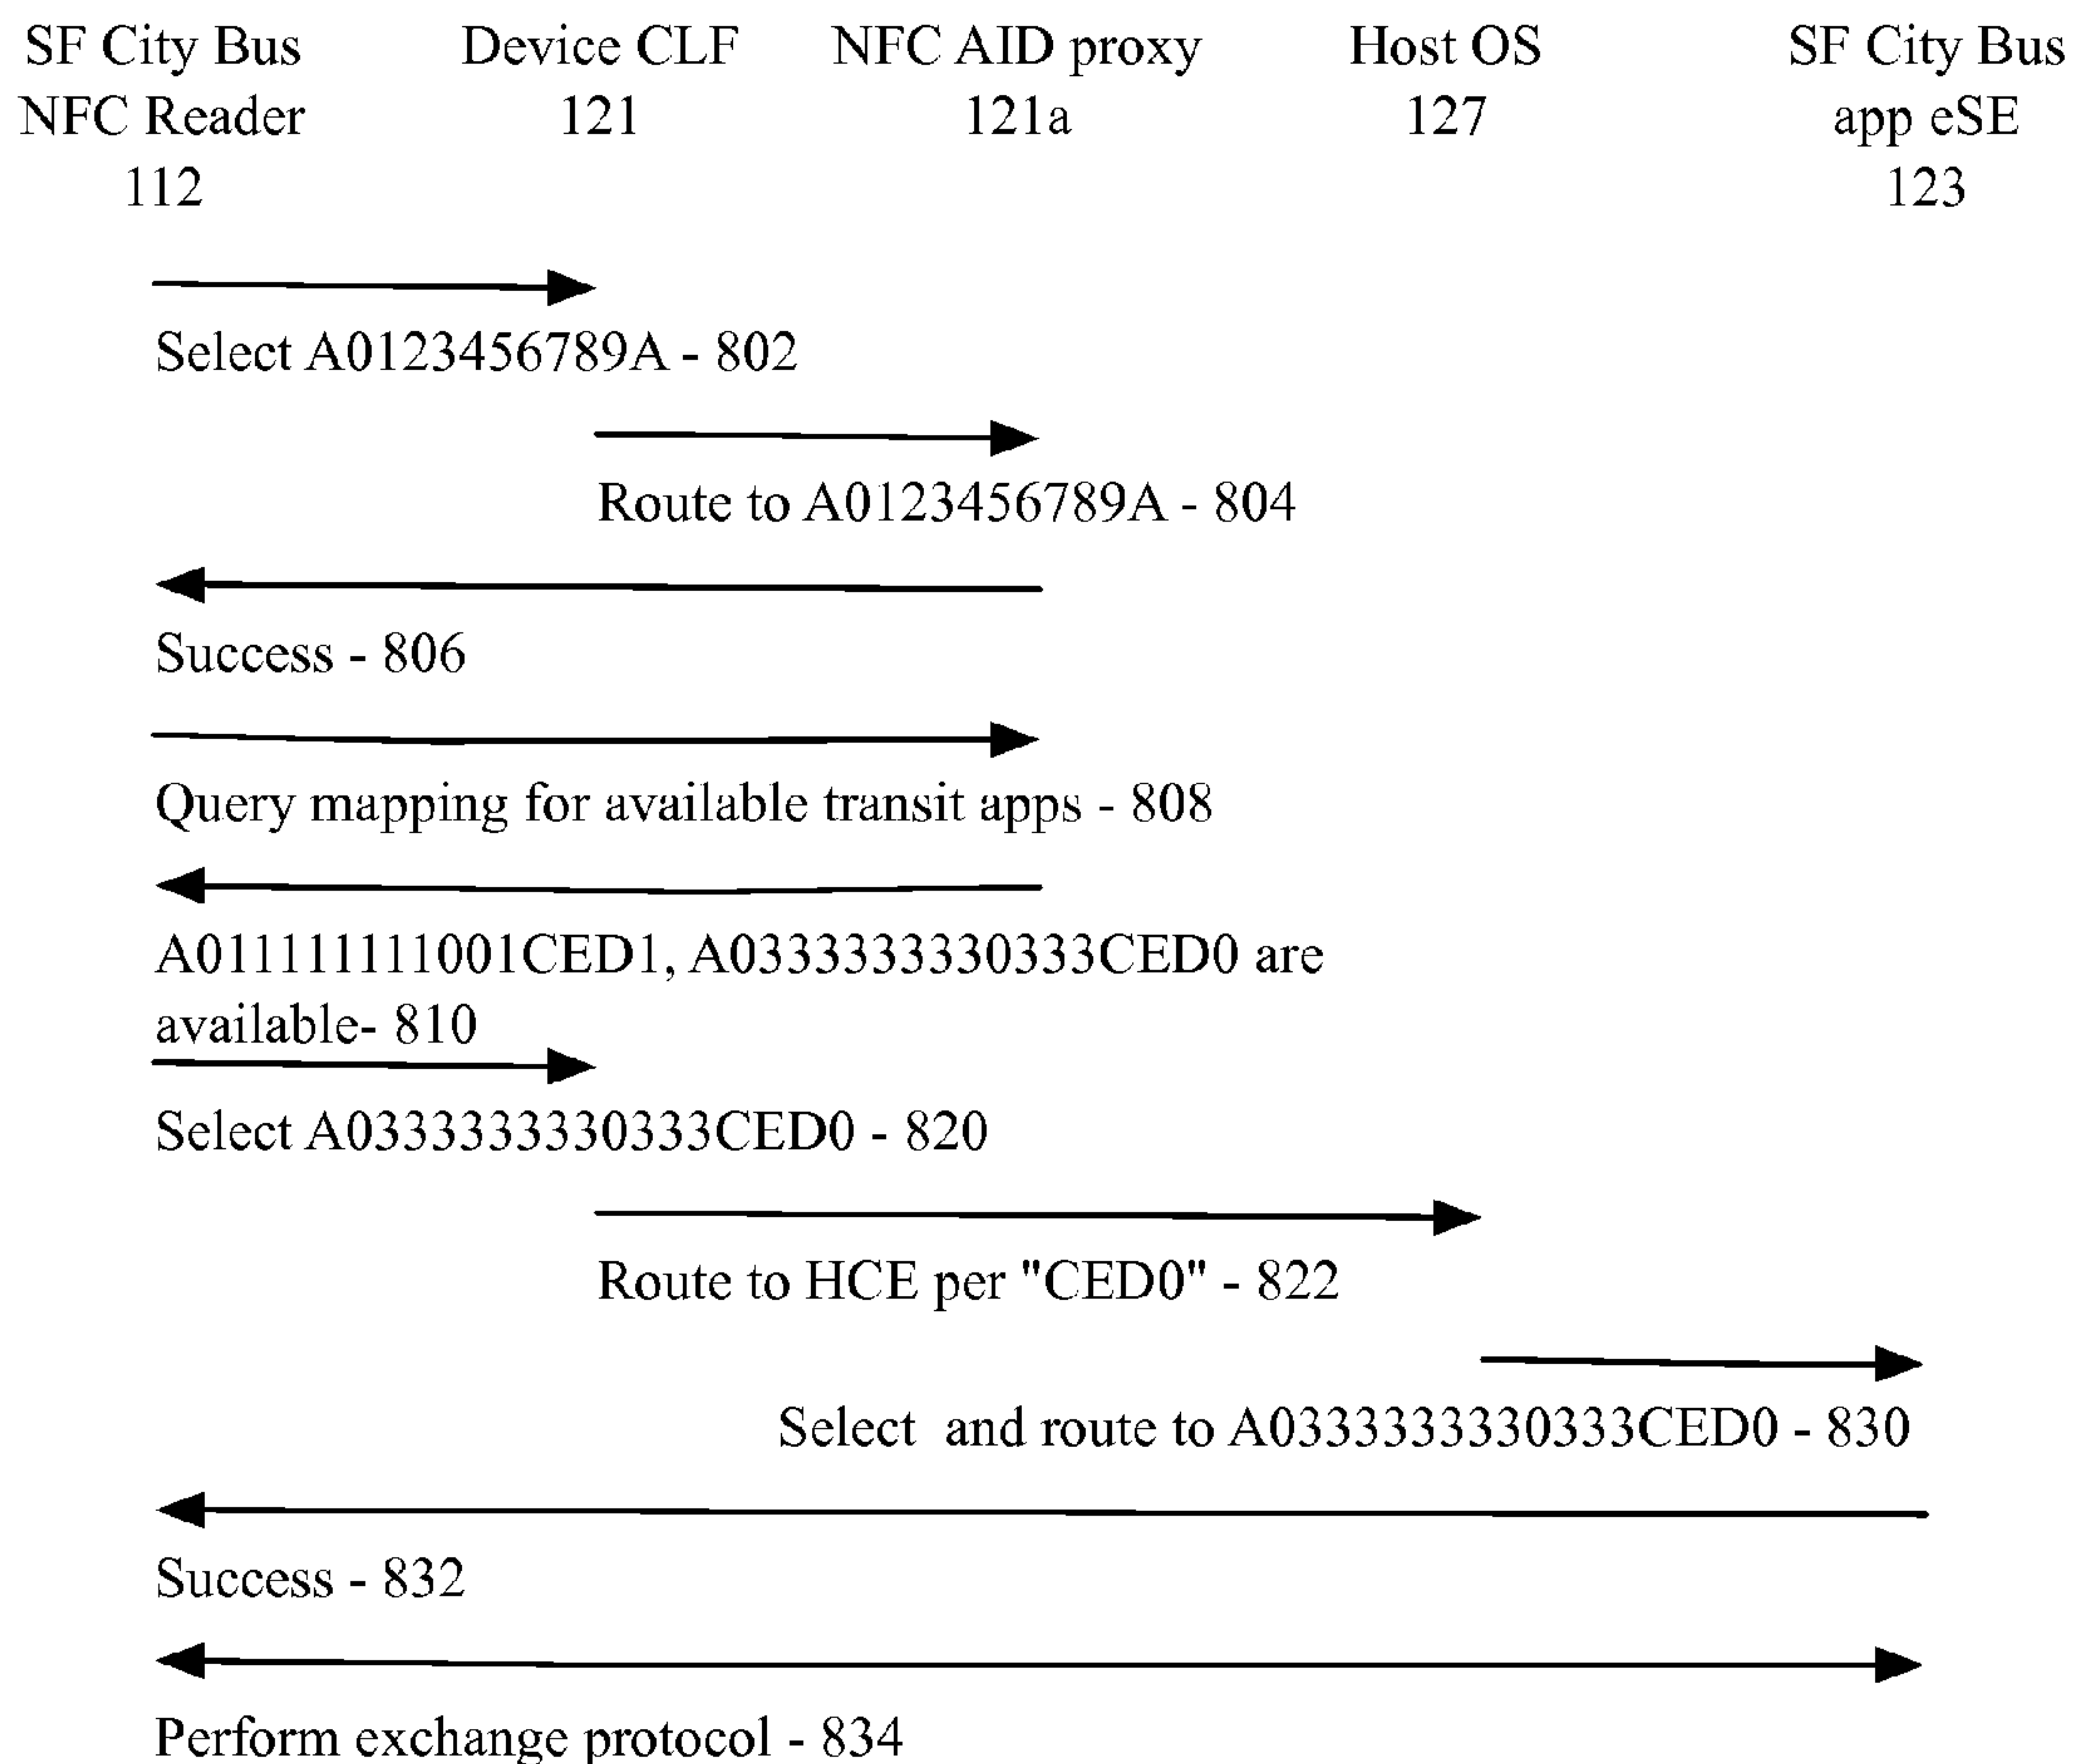 SF City Bus
NFC Reader
112
Device CLF
121
NFC AID proxy
121a
Host OS
127
SF City Bus
app eSE
123
Select A0123456789A - 802
Route to A0123456789A - 804
Success - 806
Query mapping for available transit apps - 808
A011111111001CED1, A0333333330333CED0 are
available- 810
Select A0333333330333CED0 - 820
Route to HCE per "CED0" - 822
Select and route to A0333333330333CED0 - 830
Success - 832
Perform exchange protocol - 834